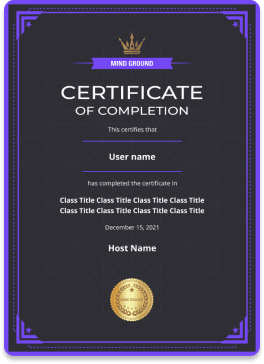 MIND GROUND
CERTIFICATE
OF COMPLETION
This certifies that
User name
has completed the certificate in
Class Title Class Title Class Title Class Title
Class Title Class Title Class Title Class Title
December 15, 2021
Host Name